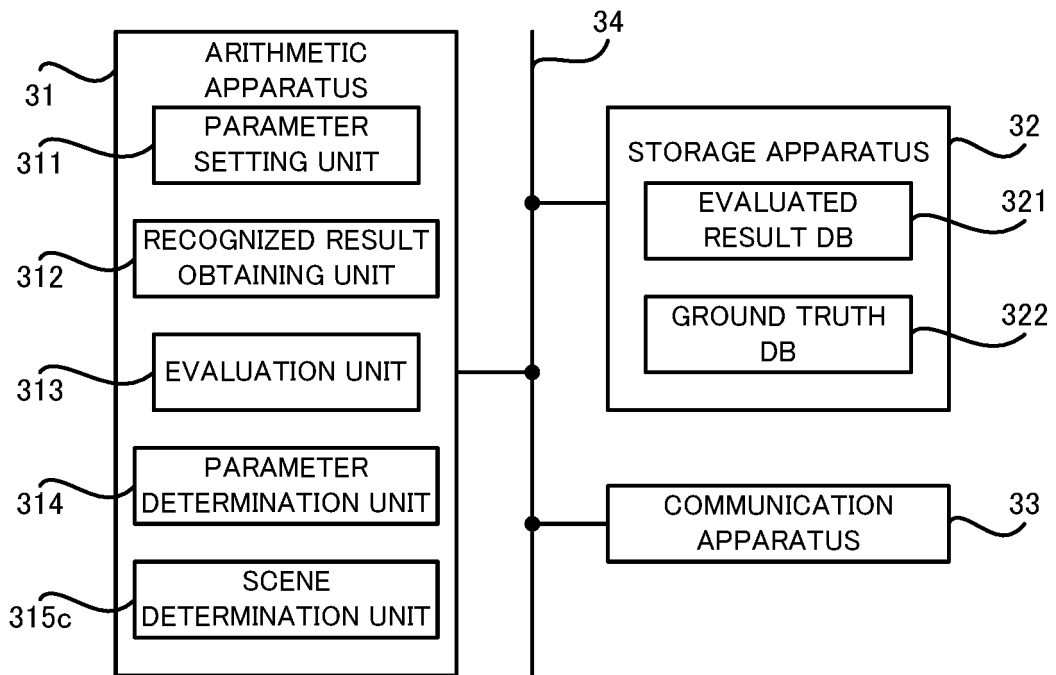 ARITHMETIC
APPARATUS
31
PARAMETER
SETTING UNIT
311
RECOGNIZED RESULT
OBTAINING UNIT
312
EVALUATION UNIT
313
PARAMETER
DETERMINATION UNIT
314
SCENE
DETERMINATION UNIT
315c
34
STORAGE APPARATUS
32
EVALUATED
RESULT DB
321
GROUND TRUTH
DB
322
COMMUNICATION
APPARATUS
33